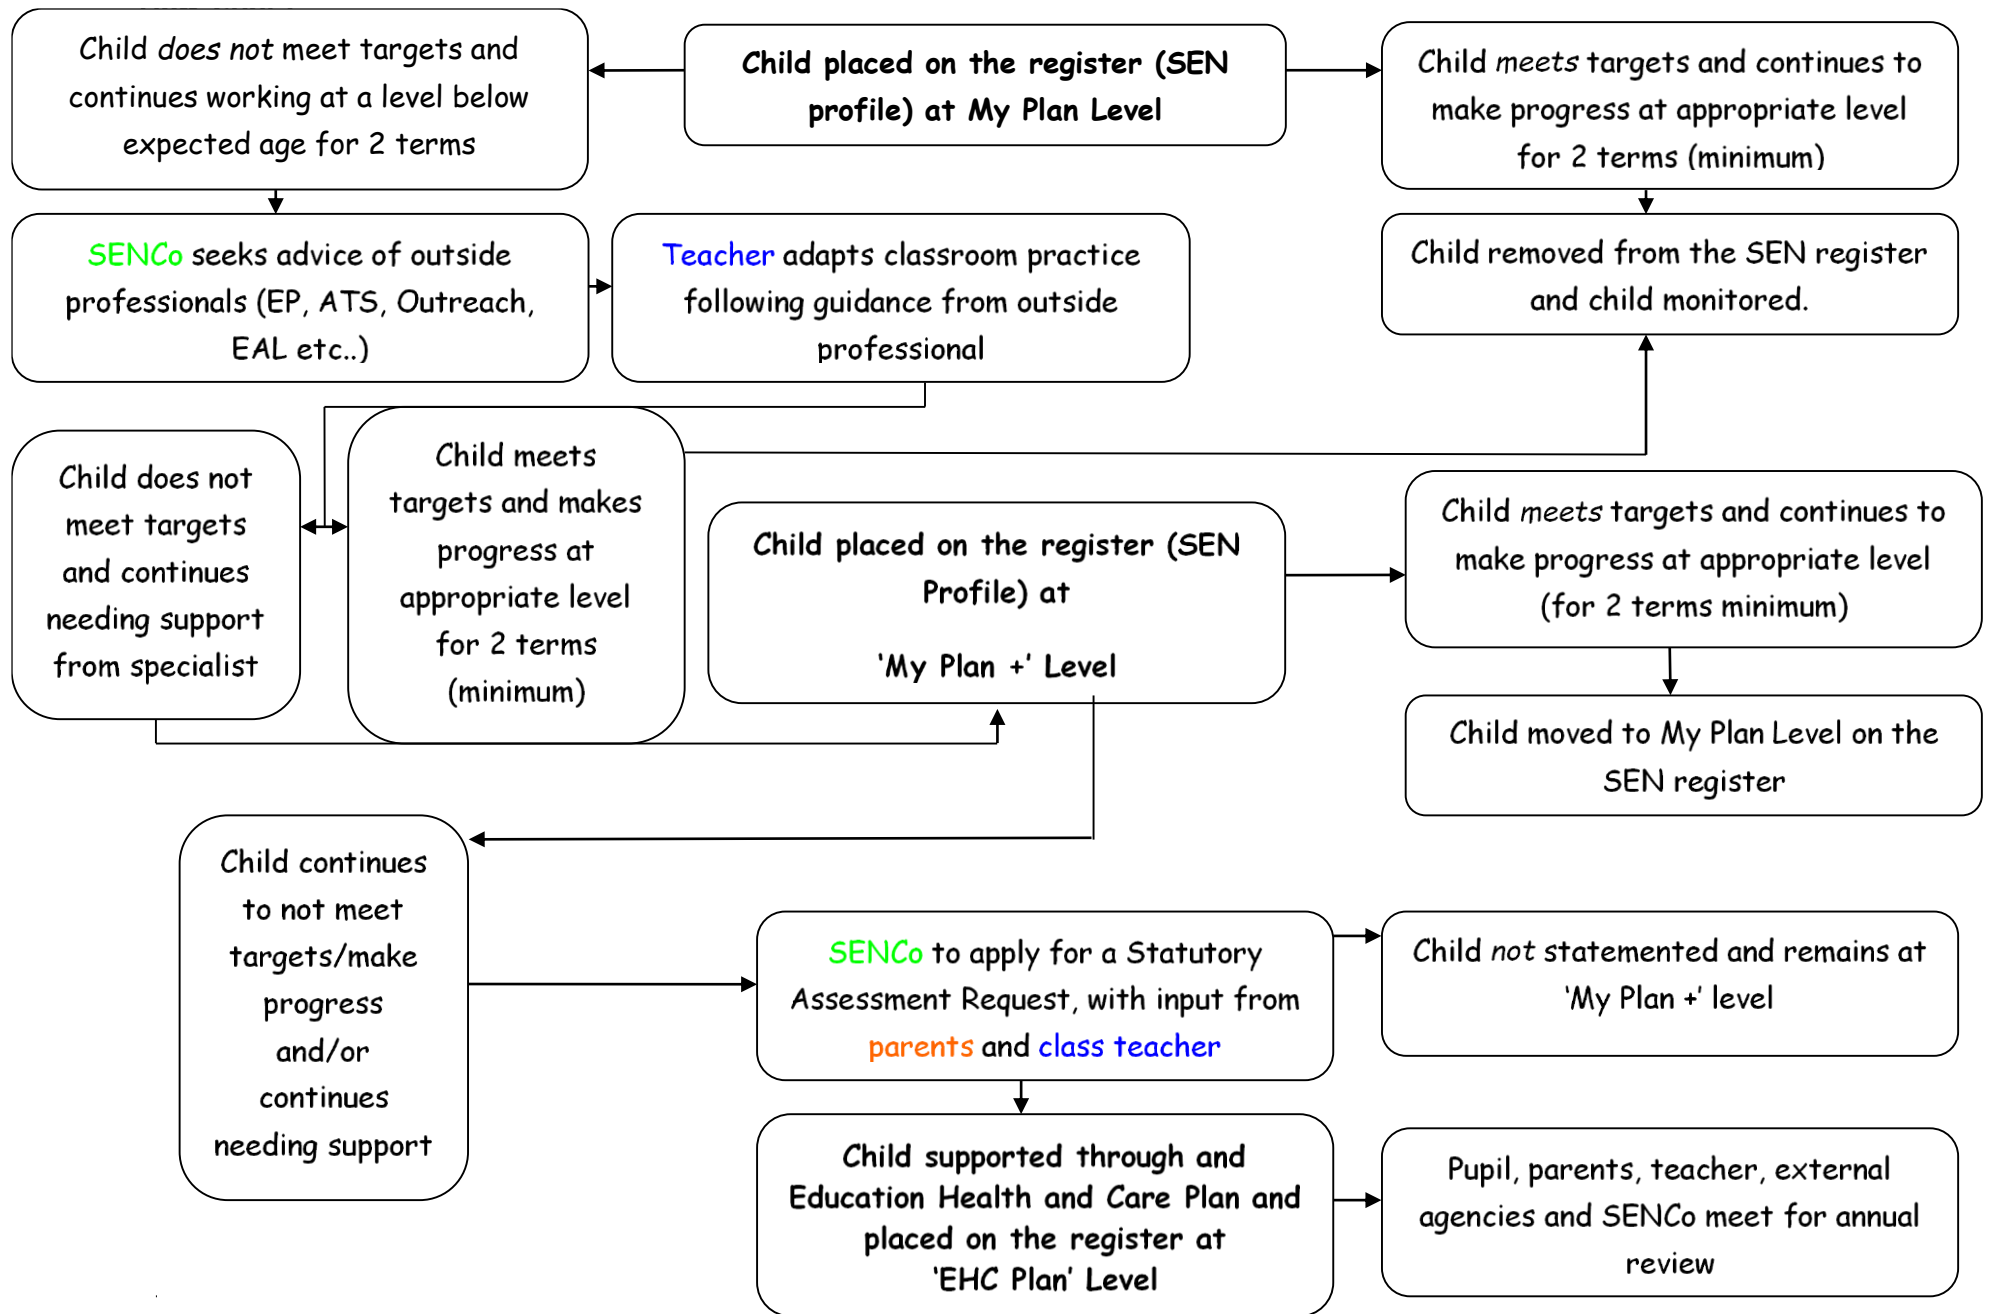 Child does not meet targets and
continues working at a level below
expected age for 2 terms
Child placed on the register (SEN
profile) at My Plan Level
Child meets targets and continues to
make progress at appropriate level
for 2 terms (minimum)
SENCo seeks advice of outside
professionals (EP, ATS, Outreach,
EAL etc..)
Teacher adapts classroom practice
following guidance from outside
professional
Child removed from the SEN register
and child monitored.
Child does not
meet targets
and continues
needing support
from specialist
Child meets
targets and makes
progress at
appropriate level
for 2 terms
(minimum)
Child placed on the register (SEN
Profile) at
‘My Plan +’ Level
Child meets targets and continues to
make progress at appropriate level
(for 2 terms minimum)
Child moved to My Plan Level on the
SEN register
Child continues
to not meet
targets/make
progress
and/or
continues
needing support
SENCo to apply for a Statutory
Assessment Request, with input from
parents and class teacher
Child not statemented and remains at
‘My Plan +’ level
Child supported through and
Education Health and Care Plan and
placed on the register at
‘EHC Plan’ Level
Pupil, parents, teacher, external
agencies and SENCo meet for annual
review